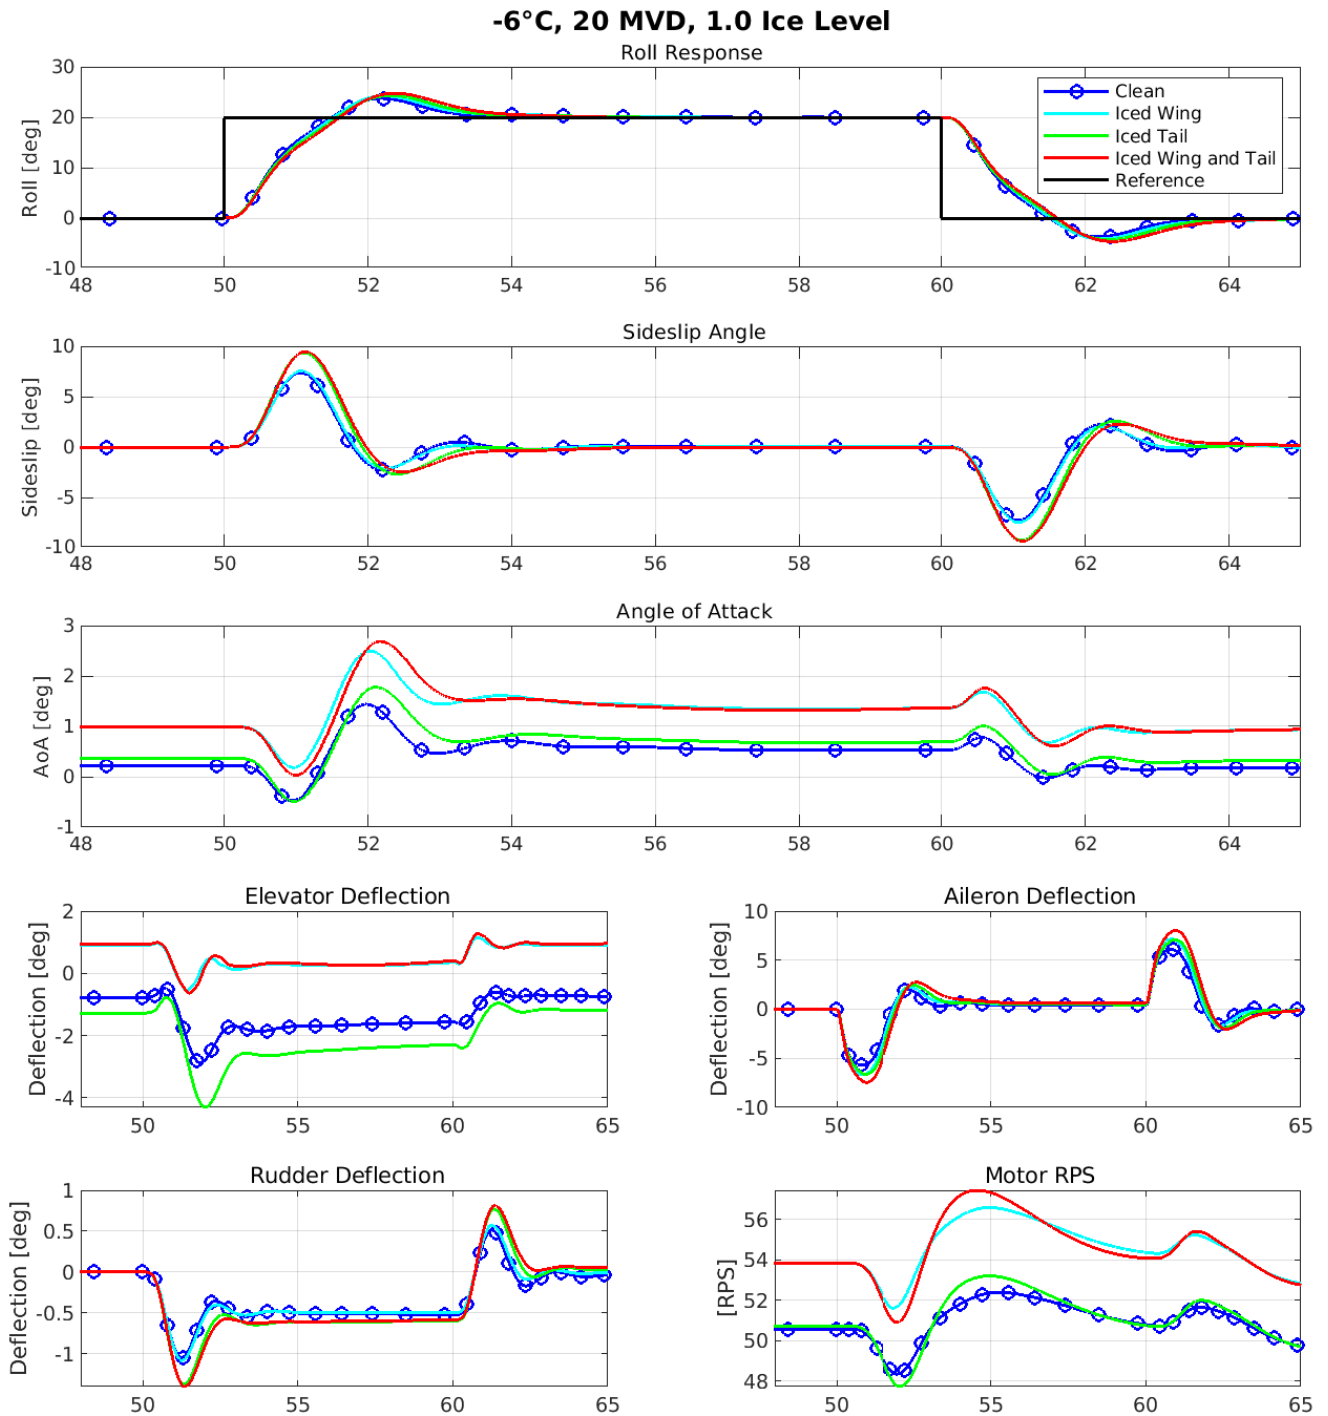 -6°C, 20 MVD, 1.0 Ice Level
Roll Response
Roll [deg]
30
20
10
0
-10
48 50 52 54 56 58 60 62 64
Clean
Iced Wing
Iced Tail
Iced Wing and Tail
Reference
Sideslip Angle
Sideslip [deg]
10
5
0
-5
-10
48 50 52 54 56 58 60 62 64
Angle of Attack
AoA [deg]
3
2
1
0
-1
48 50 52 54 56 58 60 62 64
Elevator Deflection
Deflection [deg]
2
0
-2
-4
50 55 60 65
Aileron Deflection
Deflection [deg]
10
5
0
-5
-10
50 55 60 65
Rudder Deflection
Deflection [deg]
1
0.5
0
-0.5
-1
50 55 60 65
Motor RPS
[RPS]
56
54
52
50
48
50 55 60 65